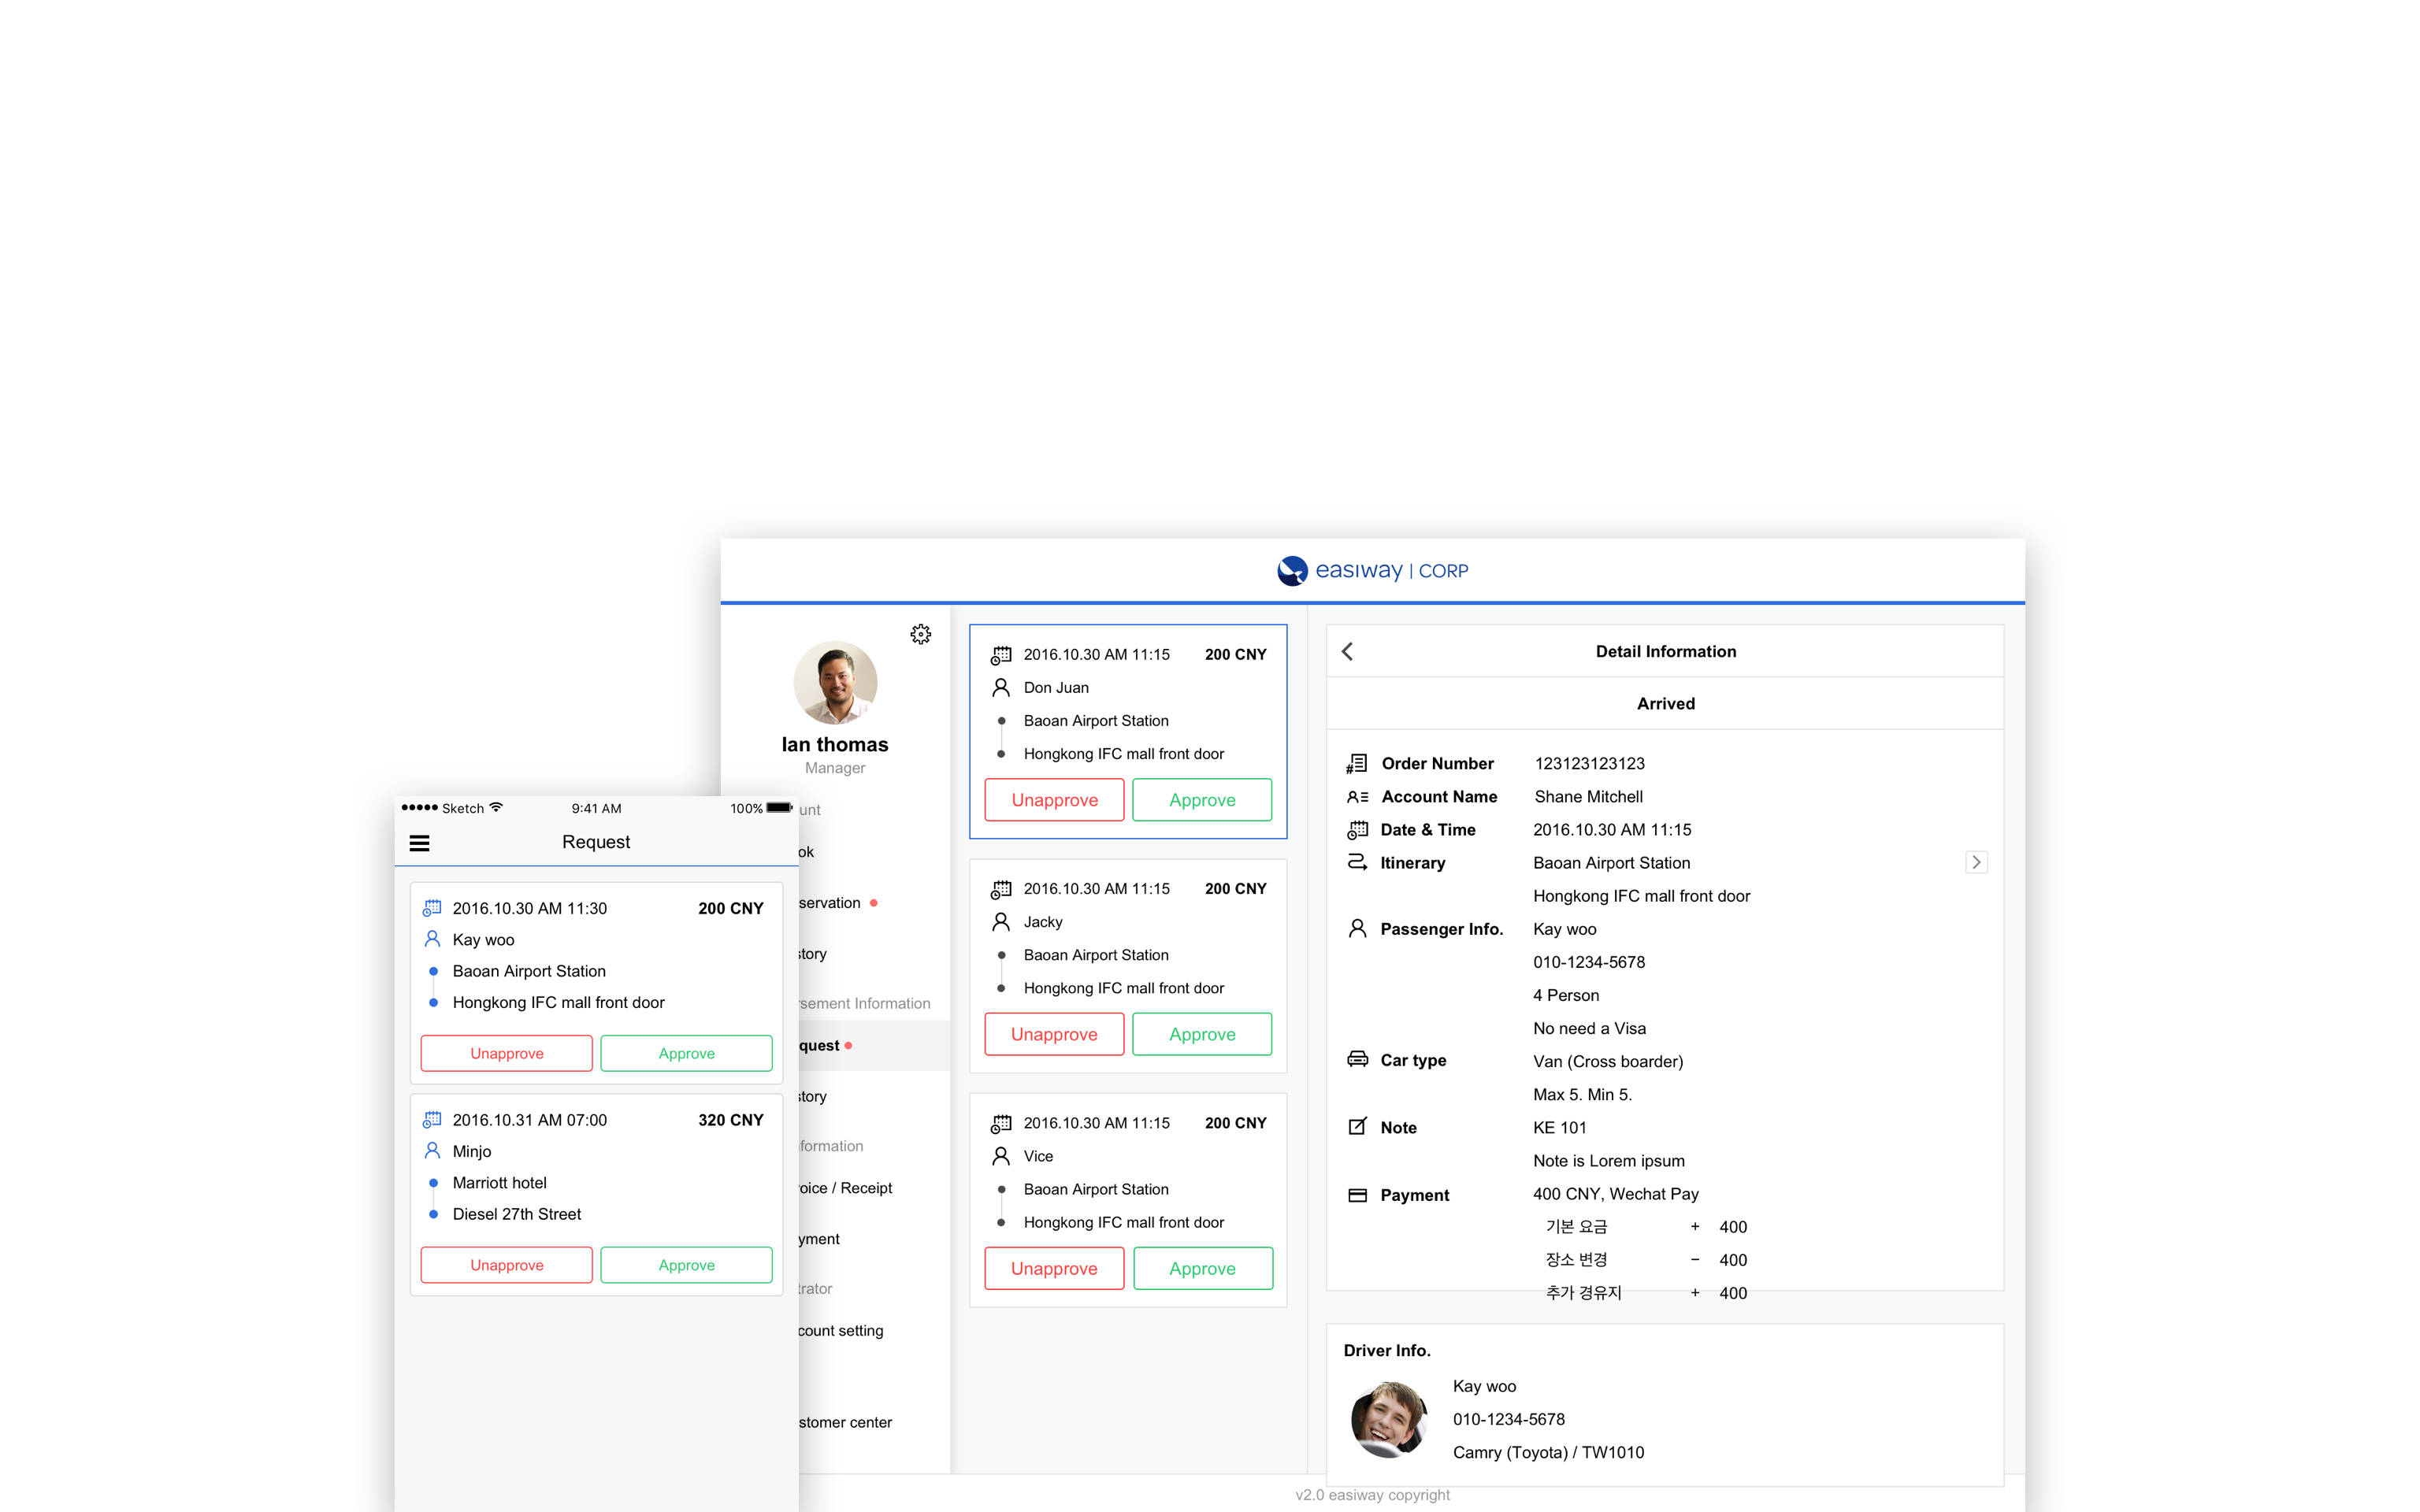 easiway | CORP
Ian thomas
Manager
unt
ok
servation
story
rsement Information
quest
story
formation
oice / Receipt
yment
trator
count setting
stomer center
2016.10.30 AM 11:15 200 CNY
Don Juan
Baoan Airport Station
Hongkong IFC mall front door
Unapprove Approve
2016.10.30 AM 11:15 200 CNY
Jacky
Baoan Airport Station
Hongkong IFC mall front door
Unapprove Approve
2016.10.30 AM 11:15 200 CNY
Vice
Baoan Airport Station
Hongkong IFC mall front door
Unapprove Approve
Detail Information
Arrived
Order Number 123123123123
Account Name Shane Mitchell
Date & Time 2016.10.30 AM 11:15
Itinerary Baoan Airport Station
Hongkong IFC mall front door
Passenger Info. Kay woo
010-1234-5678
4 Person
No need a Visa
Car type Van (Cross boarder)
Max 5. Min 5.
Note KE 101
Note is Lorem ipsum
Payment 400 CNY, Wechat Pay
기본 요금 + 400
장소 변경 − 400
추가 경유지 + 400
Driver Info.
Kay woo
010-1234-5678
Camry (Toyota) / TW1010
v2.0 easiway copyright
Sketch 9:41 AM 100%
Request
2016.10.30 AM 11:30 200 CNY
Kay woo
Baoan Airport Station
Hongkong IFC mall front door
Unapprove Approve
2016.10.31 AM 07:00 320 CNY
Minjo
Marriott hotel
Diesel 27th Street
Unapprove Approve